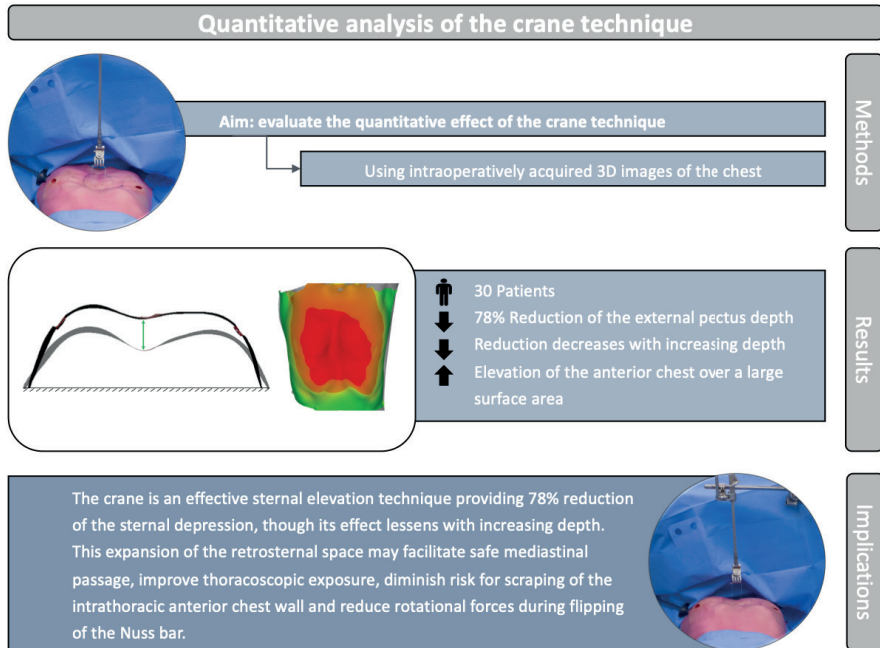 Quantitative analysis of the crane technique
Methods
Aim: evaluate the quantitative effect of the crane technique
Using intraoperatively acquired 3D images of the chest
Results
30 Patients
78% Reduction of the external pectus depth
Reduction decreases with increasing depth
Elevation of the anterior chest over a large
surface area
Implications
The crane is an effective sternal elevation technique providing 78% reduction
of the sternal depression, though its effect lessens with increasing depth.
This expansion of the retrosternal space may facilitate safe mediastinal
passage, improve thoracoscopic exposure, diminish risk for scraping of the
intrathoracic anterior chest wall and reduce rotational forces during flipping
of the Nuss bar.